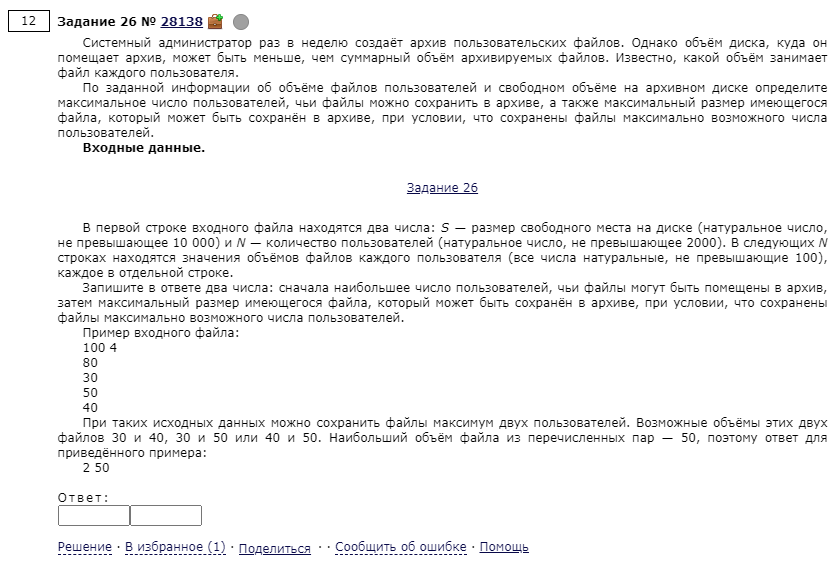 12
Задание 26 № 28138
Системный администратор раз в неделю создаёт архив пользовательских файлов. Однако объём диска, куда он
помещает архив, может быть меньше, чем суммарный объём архивируемых файлов. Известно, какой объём занимает
файл каждого пользователя.
По заданной информации об объёме файлов пользователей и свободном объёме на архивном диске определите
максимальное число пользователей, чьи файлы можно сохранить в архиве, а также максимальный размер имеющегося
файла, который может быть сохранён в архиве, при условии, что сохранены файлы максимально возможного числа
пользователей.
Входные данные.
Задание 26
В первой строке входного файла находятся два числа: S — размер свободного места на диске (натуральное число,
не превышающее 10 000) и N — количество пользователей (натуральное число, не превышающее 2000). В следующих N
строках находятся значения объёмов файлов каждого пользователя (все числа натуральные, не превышающие 100),
каждое в отдельной строке.
Запишите в ответе два числа: сначала наибольшее число пользователей, чьи файлы могут быть помещены в архив,
затем максимальный размер имеющегося файла, который может быть сохранён в архиве, при условии, что сохранены
файлы максимально возможного числа пользователей.
Пример входного файла:
100 4
80
30
50
40
При таких исходных данных можно сохранить файлы максимум двух пользователей. Возможные объёмы этих двух
файлов 30 и 40, 30 и 50 или 40 и 50. Наибольший объём файла из перечисленных пар — 50, поэтому ответ для
приведённого примера:
2 50
Ответ:
Решение · В избранное (1) · Поделиться · · Сообщить об ошибке · Помощь